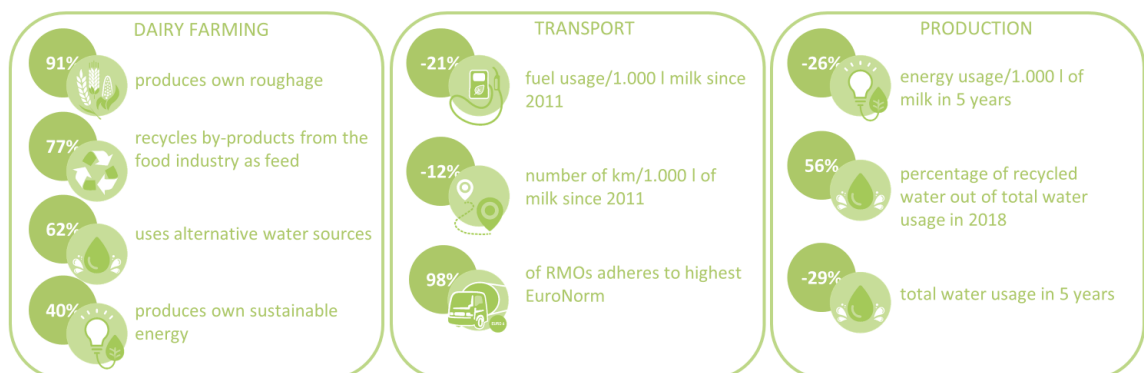 DAIRY FARMING
91%
produces own roughage
77%
recycles by-products from the
food industry as feed
62%
uses alternative water sources
40%
produces own sustainable
energy
TRANSPORT
-21%
fuel usage/1.000 l milk since
2011
-12%
number of km/1.000 l of
milk since 2011
98%
of RMOs adheres to highest
EuroNorm
PRODUCTION
-26%
energy usage/1.000 l of
milk in 5 years
56%
percentage of recycled
water out of total water
usage in 2018
-29%
total water usage in 5 years